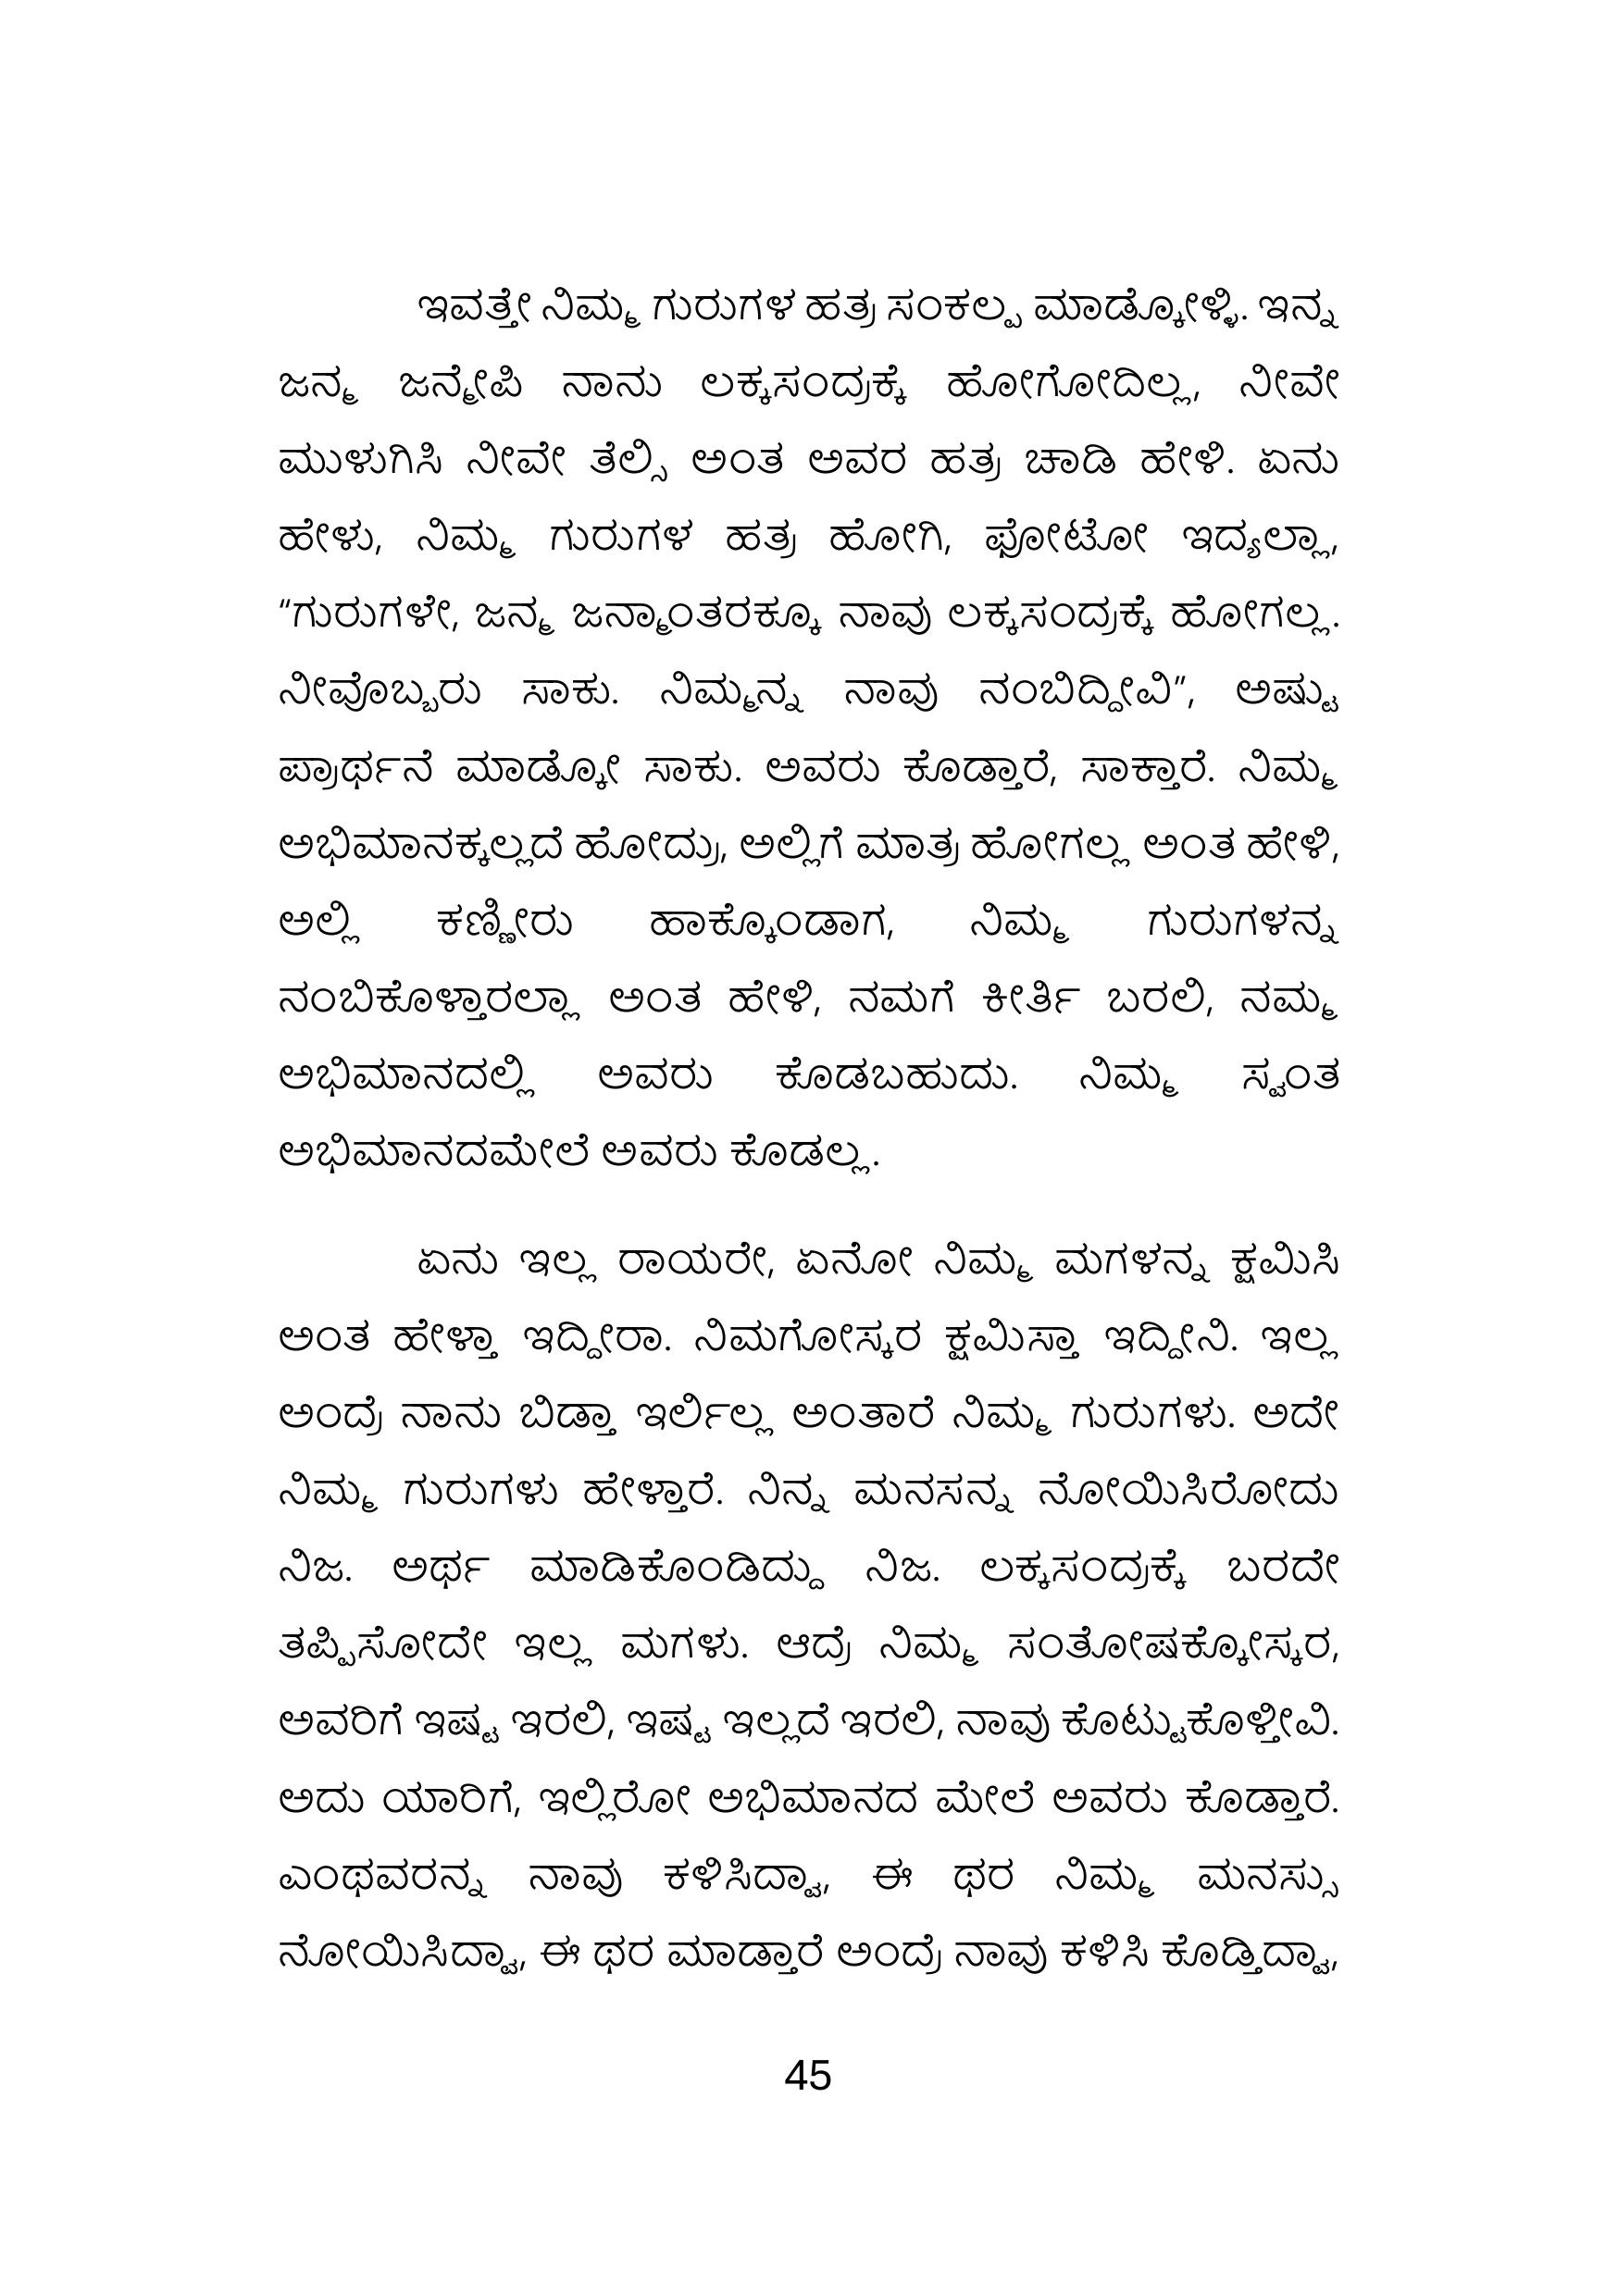 ಇವತ್ತೇ ನಿಮ್ಮ ಗುರುಗಳ ಹತ್ರ ಸಂಕಲ್ಪ ಮಾಡ್ಕೋಳ್ಳಿ. ಇನ್ನ
ಜನ್ಮ ಜನ್ಮೇಪಿ ನಾನು ಲಕ್ಕಸಂದ್ರಕ್ಕೆ ಹೋಗೋದಿಲ್ಲ, ನೀವೇ
ಮುಳುಗಿಸಿ ನೀವೇ ತೆಲ್ಸಿ ಅಂತ ಅವರ ಹತ್ರ ಚಾಡಿ ಹೇಳಿ. ಏನು
ಹೇಳು, ನಿಮ್ಮ ಗುರುಗಳ ಹತ್ರ ಹೋಗಿ, ಫೋಟೋ ಇದ್ಯಲ್ಲಾ,
“ಗುರುಗಳೇ, ಜನ್ಮ ಜನ್ಮಾಂತರಕ್ಕೂ ನಾವು ಲಕ್ಕಸಂದ್ರಕ್ಕೆ ಹೋಗಲ್ಲ.
ನೀವೊಬ್ಬರು ಸಾಕು. ನಿಮ್ಮನ್ನ ನಾವು ನಂಬಿದ್ದೀವಿ”, ಅಷ್ಟು
ಪ್ರಾರ್ಥನೆ ಮಾಡ್ಕೋ ಸಾಕು. ಅವರು ಕೊಡ್ತಾರೆ, ಸಾಕ್ತಾರೆ. ನಿಮ್ಮ
ಅಭಿಮಾನಕ್ಕಲ್ಲದೆ ಹೋದ್ರು, ಅಲ್ಲಿಗೆ ಮಾತ್ರ ಹೋಗಲ್ಲ ಅಂತ ಹೇಳಿ,
ಅಲ್ಲಿ ಕಣ್ಣೀರು ಹಾಕ್ಕೊಂಡಾಗ, ನಿಮ್ಮ ಗುರುಗಳನ್ನ
ನಂಬಿಕೊಳ್ತಾರಲ್ಲಾ ಅಂತ ಹೇಳಿ, ನಮಗೆ ಕೀರ್ತಿ ಬರಲಿ, ನಮ್ಮ
ಅಭಿಮಾನದಲ್ಲಿ ಅವರು ಕೊಡಬಹುದು. ನಿಮ್ಮ ಸ್ವಂತ
ಅಭಿಮಾನದಮೇಲೆ ಅವರು ಕೊಡಲ್ಲ.
ಏನು ಇಲ್ಲ ರಾಯರೇ, ಏನೋ ನಿಮ್ಮ ಮಗಳನ್ನ ಕ್ಷಮಿಸಿ
ಅಂತ ಹೇಳ್ತಾ ಇದ್ದೀರಾ. ನಿಮಗೋಸ್ಕರ ಕ್ಷಮಿಸ್ತಾ ಇದ್ದೀನಿ. ಇಲ್ಲ
ಅಂದ್ರೆ ನಾನು ಬಿಡ್ತಾ ಇರ್ಲಿಲ್ಲ ಅಂತಾರೆ ನಿಮ್ಮ ಗುರುಗಳು. ಅದೇ
ನಿಮ್ಮ ಗುರುಗಳು ಹೇಳ್ತಾರೆ. ನಿನ್ನ ಮನಸನ್ನ ನೋಯಿಸಿರೋದು
ನಿಜ. ಅರ್ಥ ಮಾಡಿಕೊಂಡಿದ್ದು ನಿಜ. ಲಕ್ಕಸಂದ್ರಕ್ಕೆ ಬರದೇ
ತಪ್ಪಿಸೋದೇ ಇಲ್ಲ ಮಗಳು. ಆದ್ರೆ ನಿಮ್ಮ ಸಂತೋಷಕ್ಕೋಸ್ಕರ,
ಅವರಿಗೆ ಇಷ್ಟ ಇರಲಿ, ಇಷ್ಟ ಇಲ್ಲದೆ ಇರಲಿ, ನಾವು ಕೊಟ್ಟುಕೊಳ್ತೀವಿ.
ಅದು ಯಾರಿಗೆ, ಇಲ್ಲಿರೋ ಅಭಿಮಾನದ ಮೇಲೆ ಅವರು ಕೊಡ್ತಾರೆ.
ಎಂಥವರನ್ನ ನಾವು ಕಳಿಸಿದ್ವಾ, ಈ ಥರ ನಿಮ್ಮ ಮನಸ್ಸು
ನೋಯಿಸಿದ್ವಾ, ಈ ಥರ ಮಾಡ್ತಾರೆ ಅಂದ್ರೆ ನಾವು ಕಳಿಸಿ ಕೊಡ್ತಿದ್ವಾ,
45